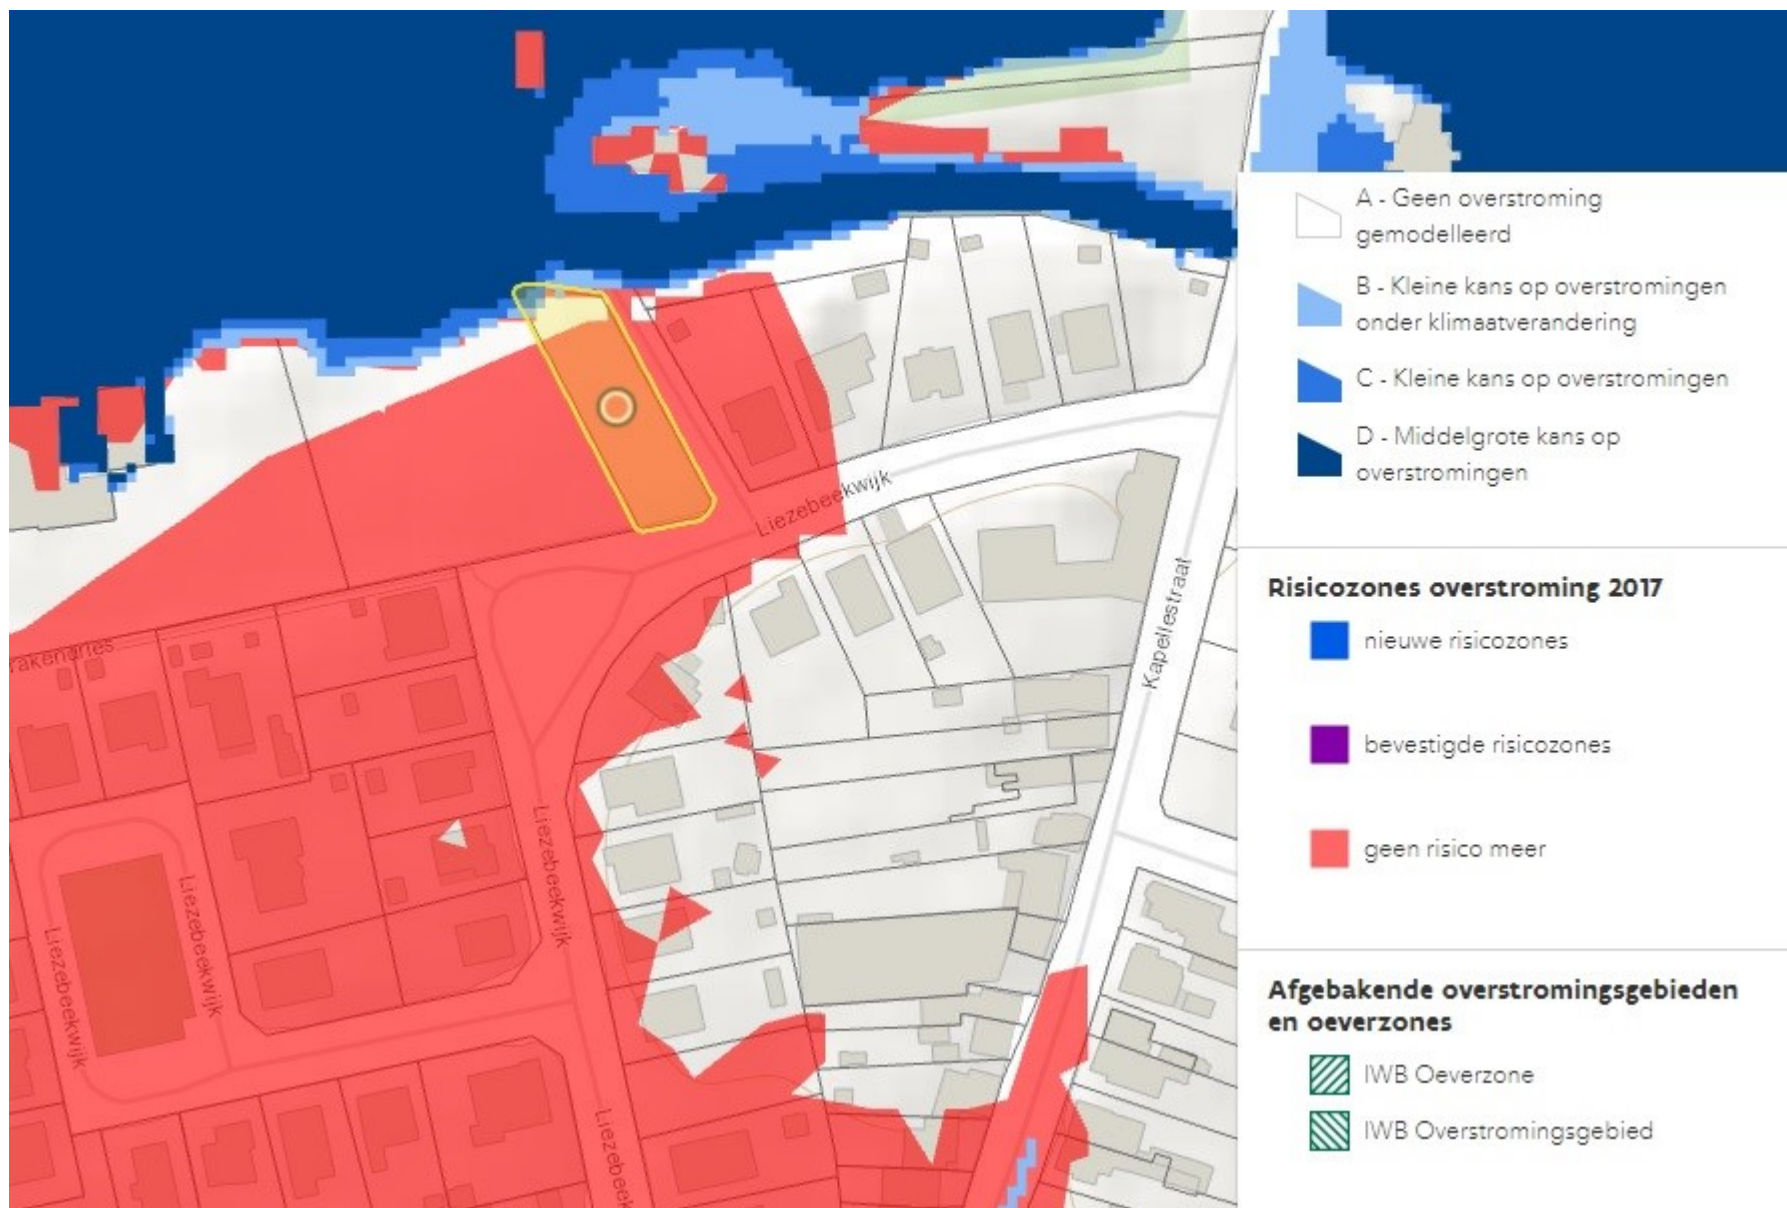 A - Geen overstroming
gemodelleerd
B - Kleine kans op overstromingen
onder klimaatverandering
C - Kleine kans op overstromingen
D - Middelgrote kans op
overstromingen
Risicozones overstroming 2017
nieuwe risicozones
bevestigde risicozones
geen risico meer
Afgebakende overstromingsgebieden
en oeverzones
IWB Oeverzone
IWB Overstromingsgebied
Liezebeekwijk
Kapellestraat
Liezebeekwijk
Liezebeekwijk
Liezebeekwijk
Liezebeek